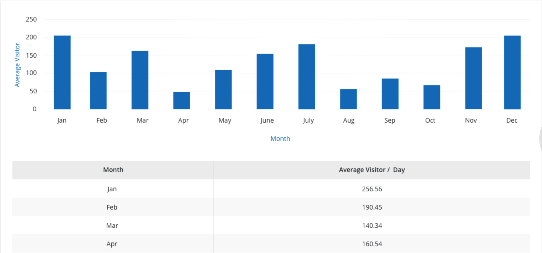 250
200
150
100
50
0
Average Visitor
Jan Feb Mar Apr May June July Aug Sep Oct Nov Dec
Month
Month Average Visitor / Day
Jan 256.56
Feb 190.45
Mar 140.34
Apr 160.54